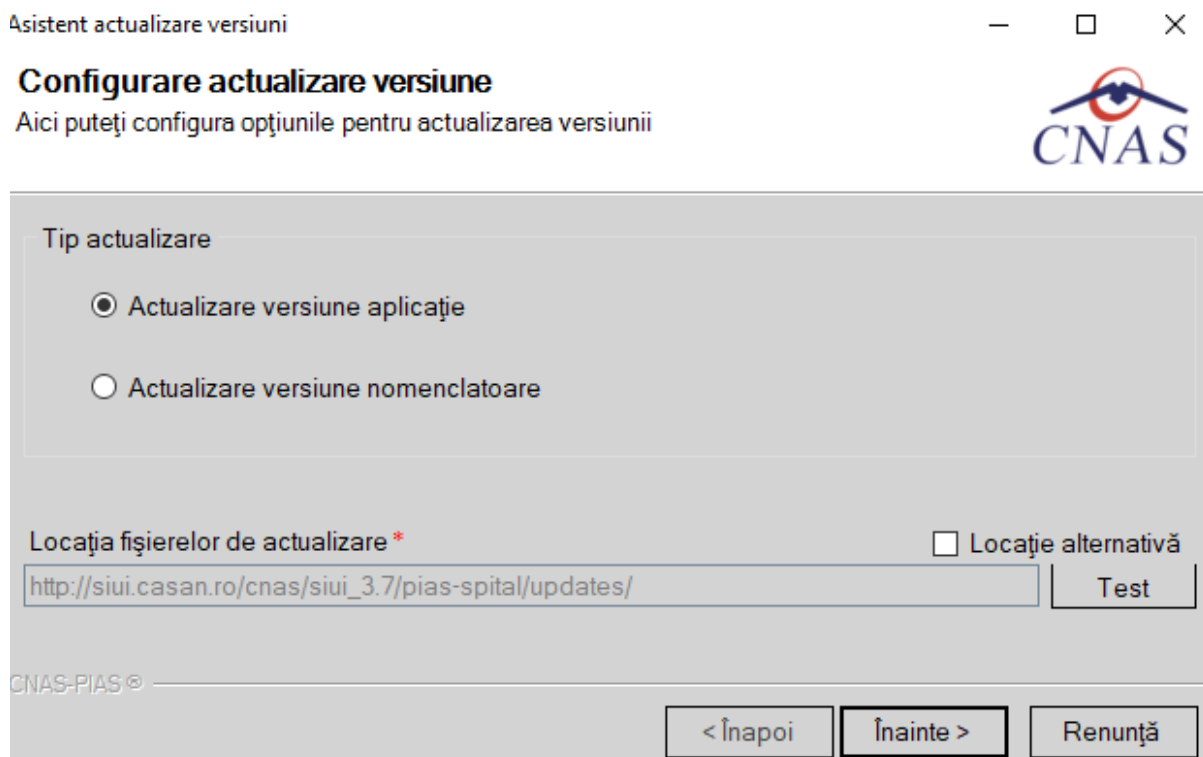 Asistent actualizare versiuni
Configurare actualizare versiune
Aici puteţi configura opţiunile pentru actualizarea versiunii
CNAS
Tip actualizare
Actualizare versiune aplicaţie
Actualizare versiune nomenclatoare
Locaţia fişierelor de actualizare *
Locaţie alternativă
http://siui.casan.ro/cnas/siui_3.7/pias-spital/updates/
Test
CNAS-PIAS ®
< Înapoi
Înainte >
Renunţă